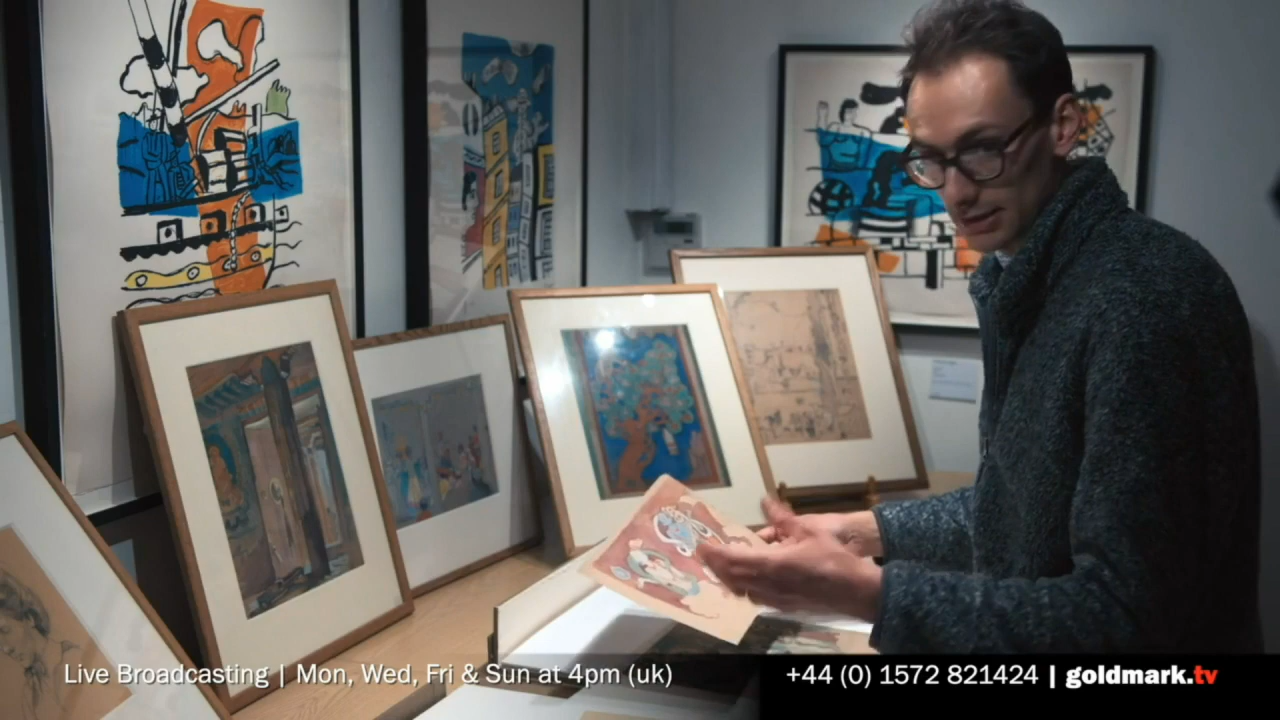 Live Broadcasting | Mon, Wed, Fri & Sun at 4pm (uk)
+44 (0) 1572 821424 | goldmark.tv